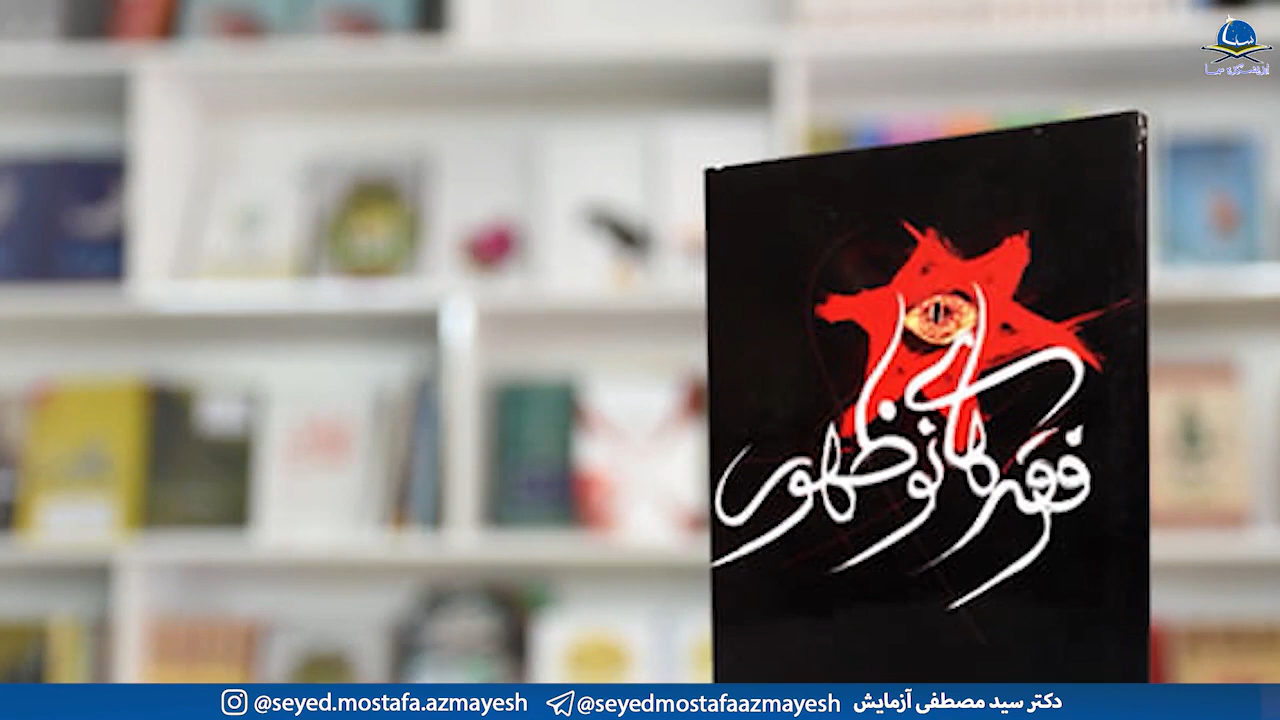 فرقه های نوظهور
دکتر سید مصطفی آزمایش @seyedmostafaazmayesh @seyed.mostafa.azmayesh